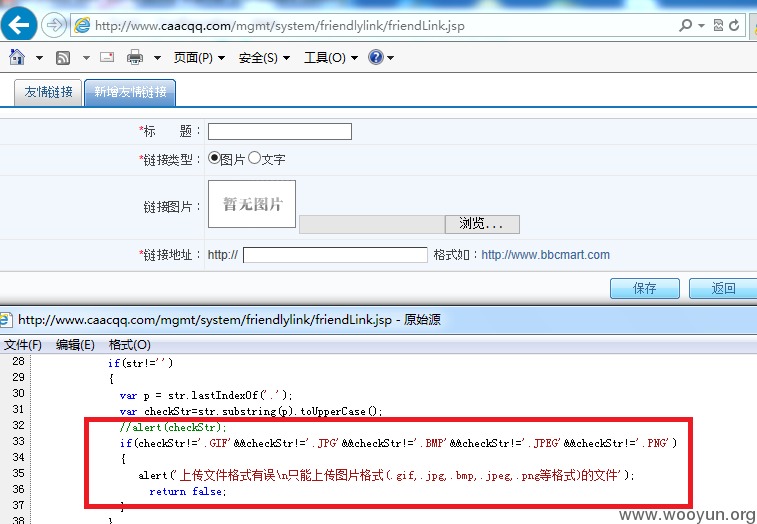 http://www.caacqq.com/mgmt/system/friendlylink/friendLink.jsp
页面(P) 安全(S) 工具(O)
友情链接 新增友情链接
*标 题：
*链接类型： 图片 文字
链接图片： 暂无图片 浏览...
*链接地址： http:// 格式如：http://www.bbcmart.com
保存 返回
http://www.caacqq.com/mgmt/system/friendlylink/friendLink.jsp - 原始源
文件(F) 编辑(E) 格式(O)
28 if(str!='')
29 {
30 var p = str.lastIndexOf('.');
31 var checkStr=str.substring(p).toUpperCase();
32 //alert(checkStr);
33 if(checkStr!='.GIF'&&checkStr!='.JPG'&&checkStr!='.BMP'&&checkStr!='.JPEG'&&checkStr!='.PNG')
34 {
35 alert('上传文件格式有误\n只能上传图片格式(.gif,.jpg,.bmp,.jpeg,.png等格式)的文件');
36 return false;
37 }
38 }
www.wooyun.org